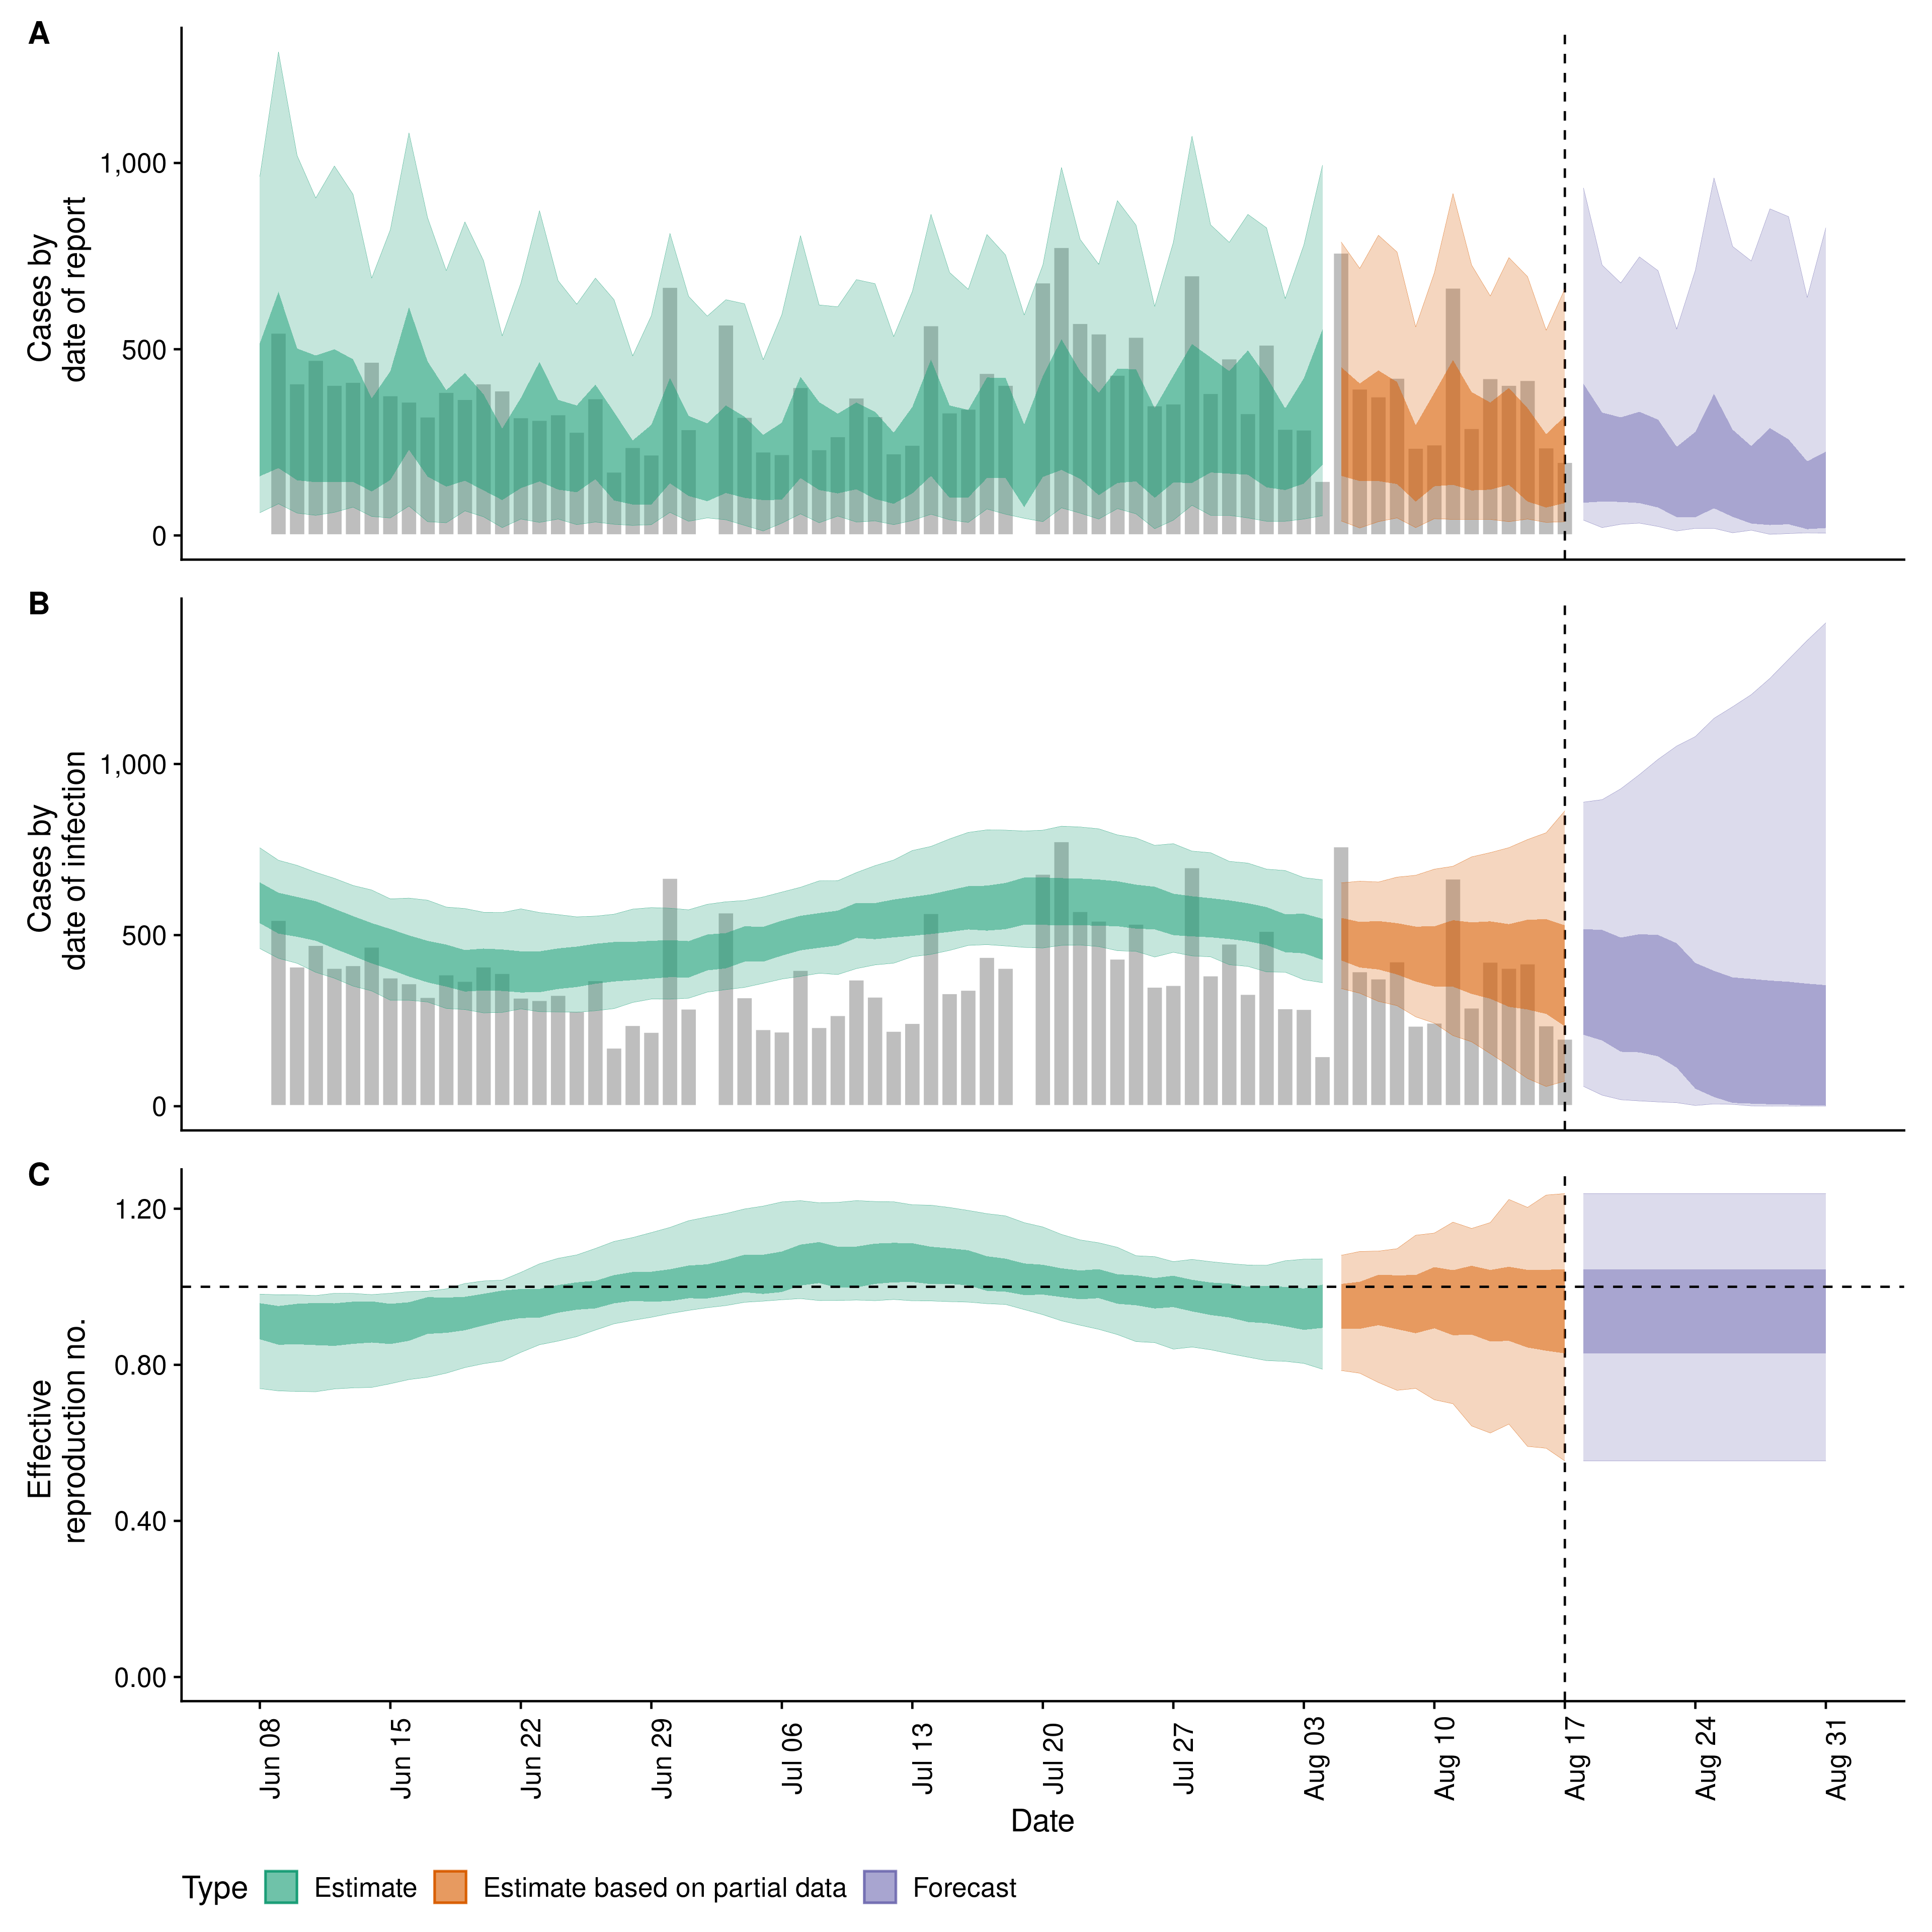 A
Cases by
date of report
1,000
500
0
B
Cases by
date of infection
1,000
500
0
C
Effective
reproduction no.
1.20
0.80
0.40
0.00
Jun 08
Jun 15
Jun 22
Jun 29
Jul 06
Jul 13
Jul 20
Jul 27
Aug 03
Aug 10
Aug 17
Aug 24
Aug 31
Date
Type Estimate Estimate based on partial data Forecast